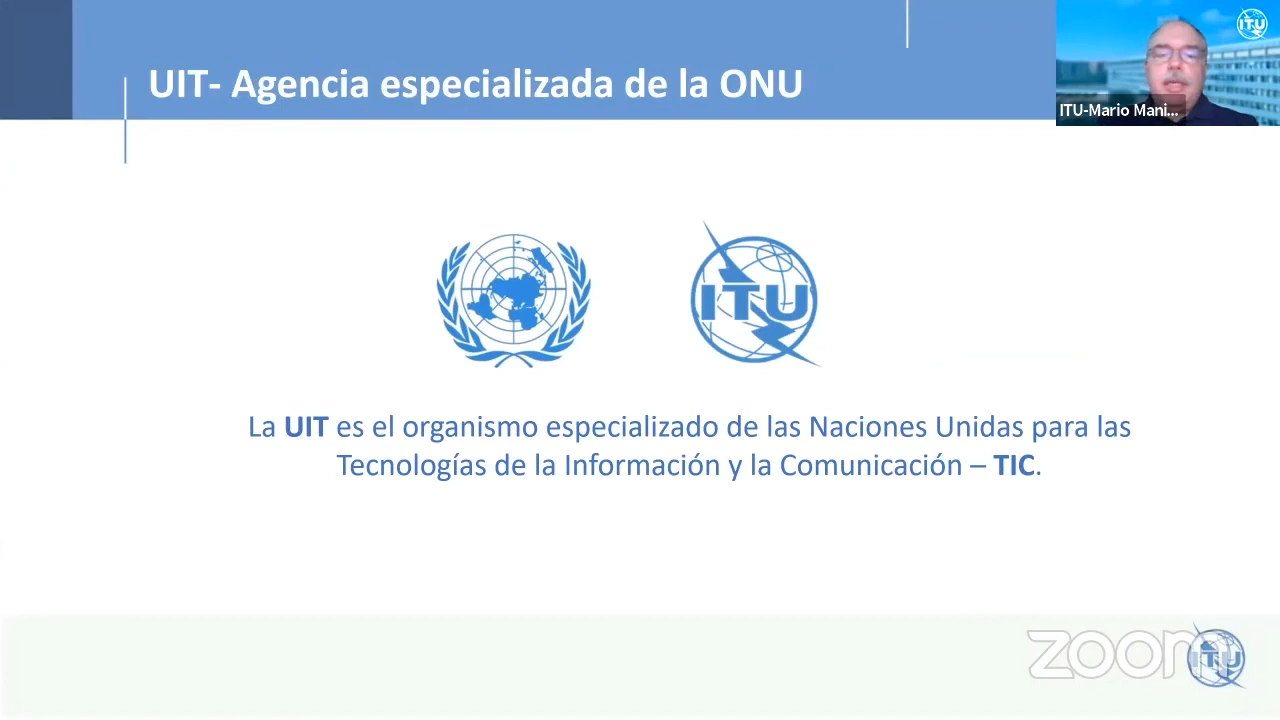 UIT- Agencia especializada de la ONU
ITU
ITU-Mario Mani...
ITU
La UIT es el organismo especializado de las Naciones Unidas para las
Tecnologías de la Información y la Comunicación – TIC.
zoom
ITU